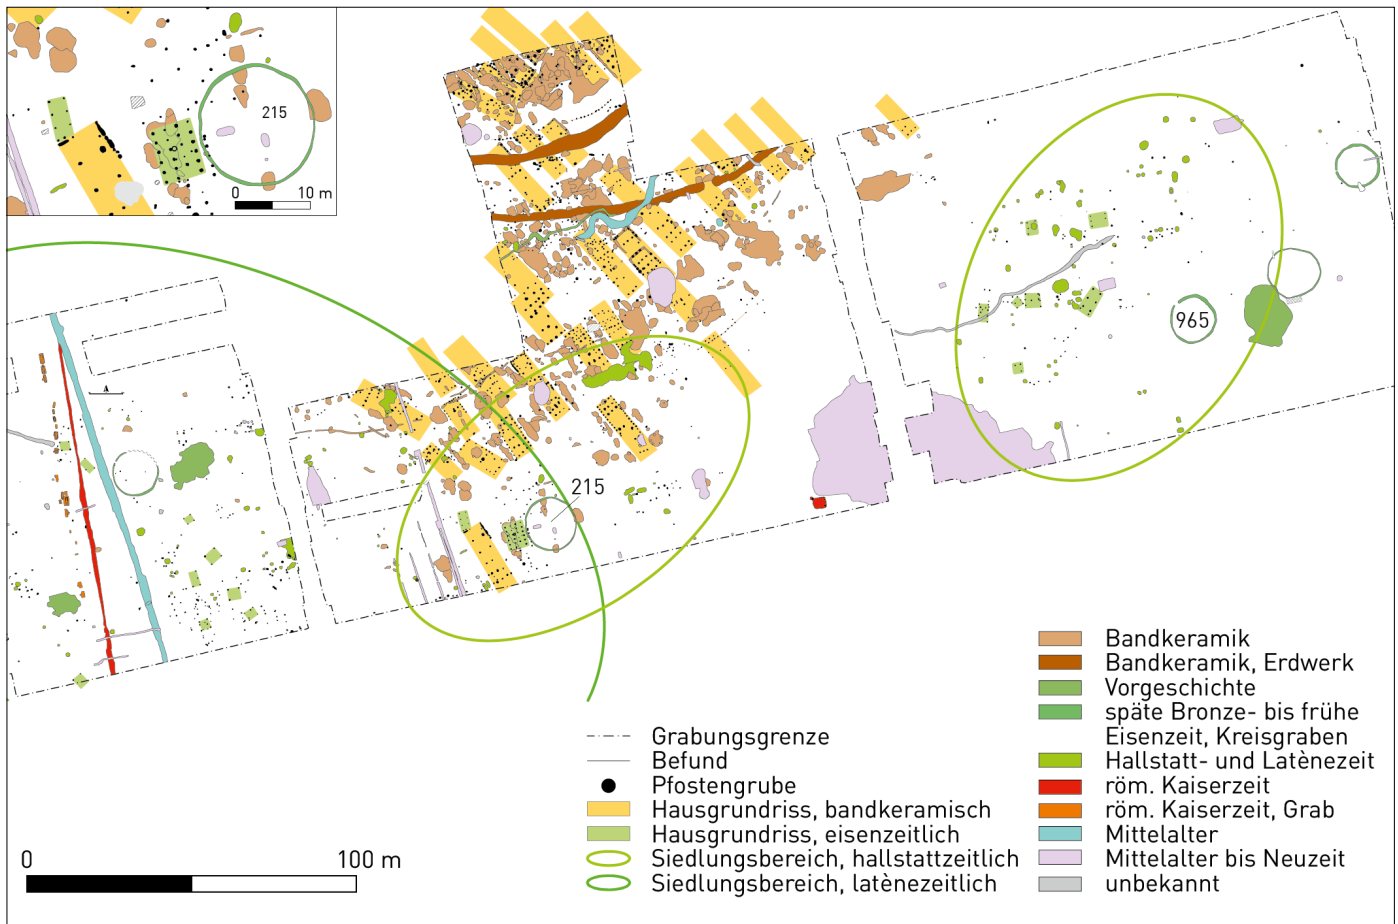 215
0 10 m
965
A
215
Grabungsgrenze
Befund
Pfostengrube
Hausgrundriss, bandkeramisch
Hausgrundriss, eisenzeitlich
Siedlungsbereich, hallstattzeitlich
Siedlungsbereich, latènezeitlich
Bandkeramik
Bandkeramik, Erdwerk
Vorgeschichte
späte Bronze- bis frühe
Eisenzeit, Kreisgraben
Hallstatt- und Latènezeit
röm. Kaiserzeit
röm. Kaiserzeit, Grab
Mittelalter
Mittelalter bis Neuzeit
unbekannt
0 100 m